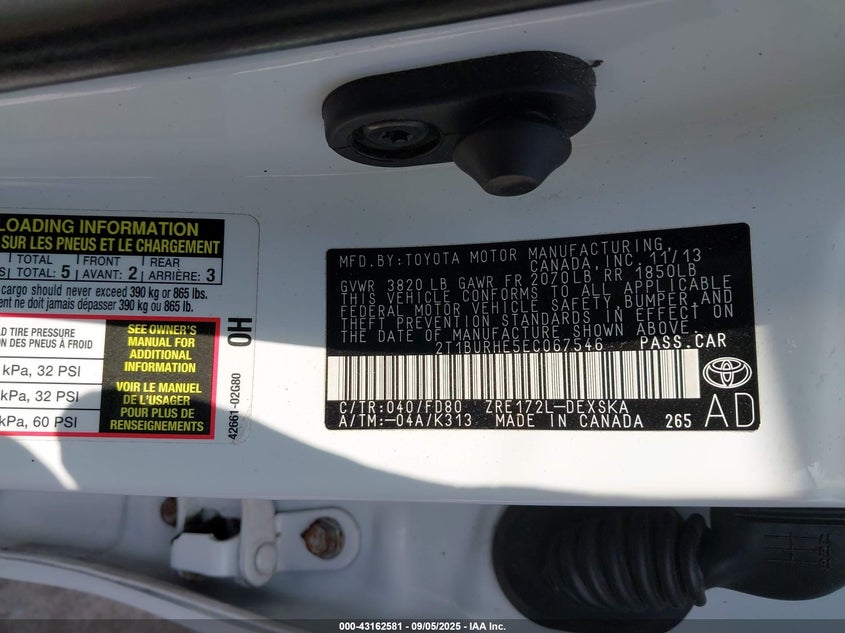 LOADING INFORMATION
SUR LES PNEUS ET LE CHARGEMENT
TOTAL FRONT REAR
TOTAL: 5 AVANT: 2 ARRIÈRE: 3
cargo should never exceed 390 kg or 865 lbs.
ent ne doit jamais dépasser 390 kg ou 865 lb.
D TIRE PRESSURE
ON DES PNEUS À FROID
kPa, 32 PSI
kPa, 32 PSI
kPa, 60 PSI
SEE OWNER'S
MANUAL FOR
ADDITIONAL
INFORMATION
VOIR LE MANUEL
DE L'USAGER
POUR PLUS DE
RENSEIGNEMENTS
0H
42661-02G80
MFD.BY:TOYOTA MOTOR MANUFACTURING,
CANADA, INC. 11/13
GVWR 3820 LB GAWR FR 2070LB RR 1850LB
THIS VEHICLE CONFORMS TO ALL APPLICABLE
FEDERAL MOTOR VEHICLE SAFETY,BUMPER,AND
THEFT PREVENTION STANDARDS IN EFFECT ON
THE DATE OF MANUFACTURE SHOWN ABOVE.
2T1BURHE5EC067546 PASS.CAR
C/TR:040/FD80 ZRE172L-DEXSKA
A/TM:-04A/K313 MADE IN CANADA 265
AD
000-43162581 - 09/05/2025 - IAA Inc.